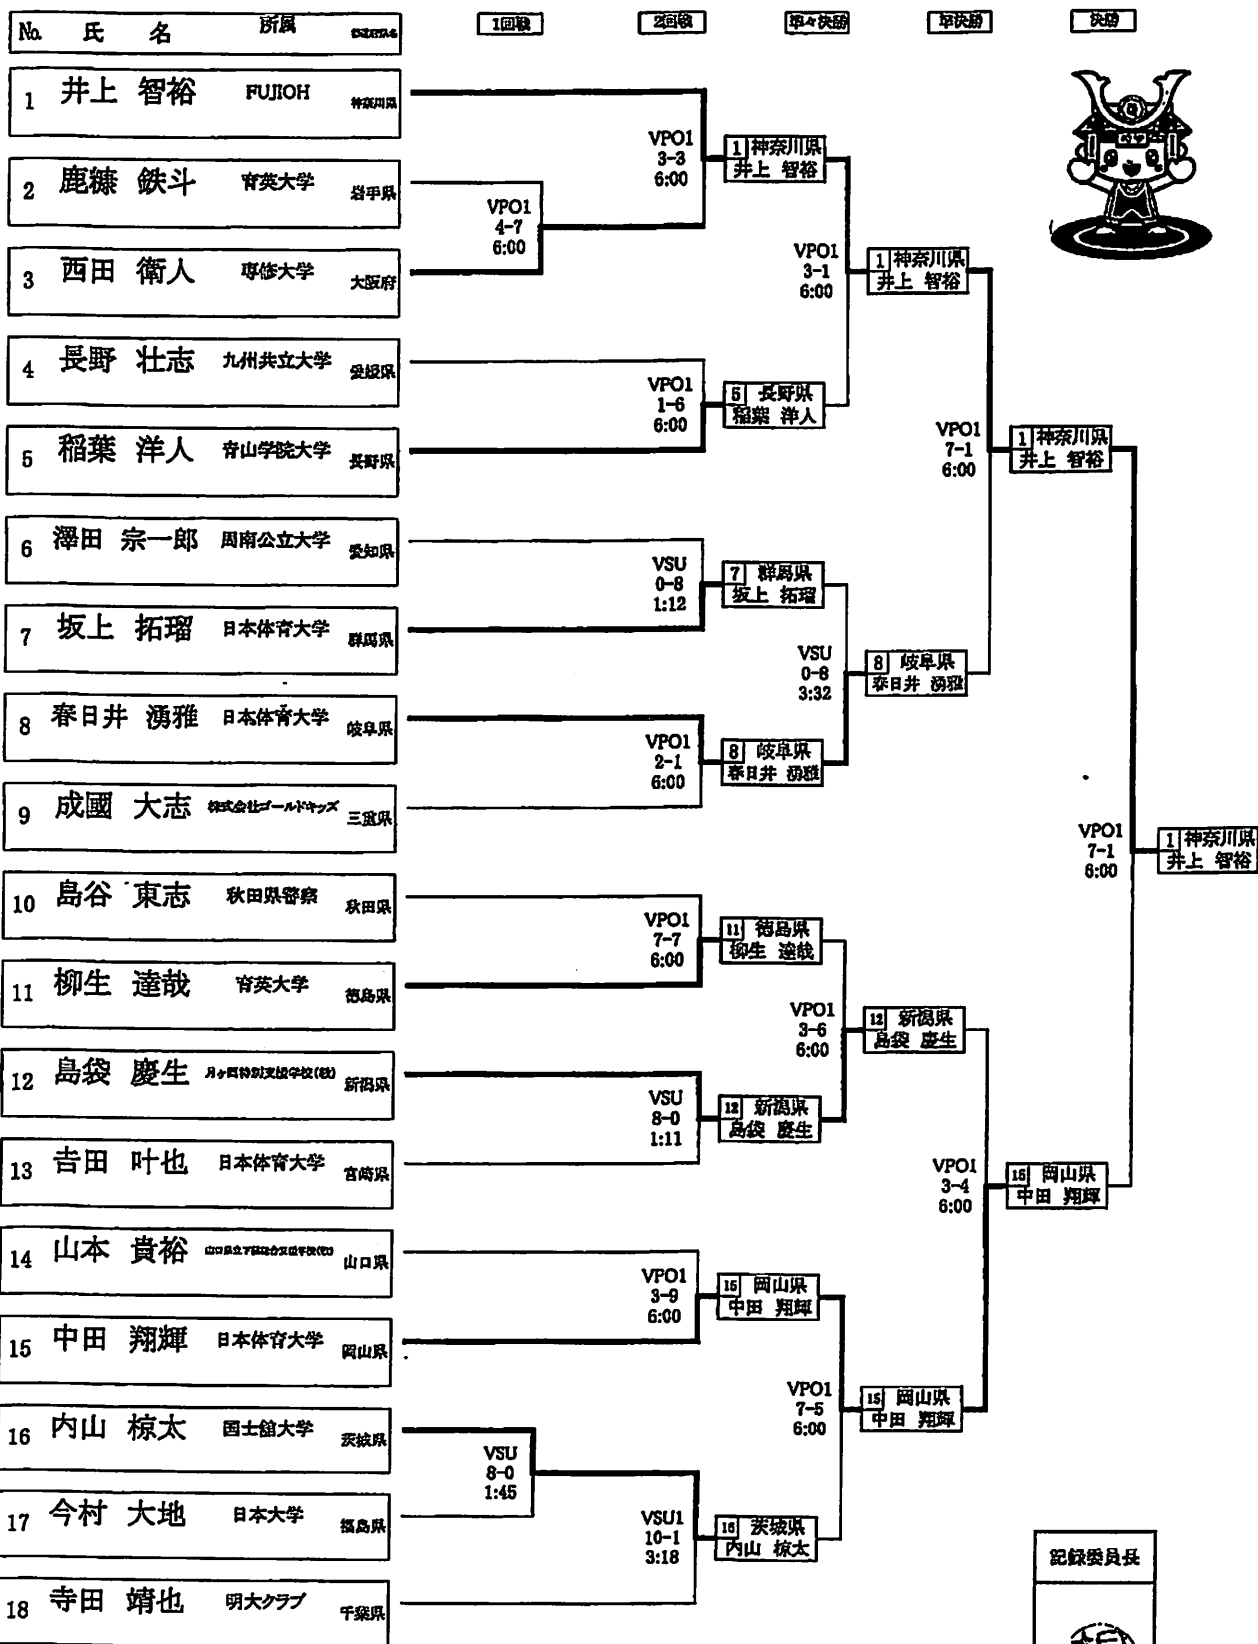 No. 氏 名 所属 1回戦 2回戦 準々決勝 準決勝 決勝
1 井上 智裕 FUJIOH 神奈川県
2 鹿糠 鉄斗 育英大学 岩手県
3 西田 衛人 専修大学 大阪府
4 長野 壮志 九州共立大学 愛媛県
5 稲葉 洋人 青山学院大学 長野県
6 澤田 宗一郎 周南公立大学 愛知県
7 坂上 拓瑠 日本体育大学 群馬県
8 春日井 湧雅 日本体育大学 岐阜県
9 成國 大志 株式会社ゴールドキッズ 三重県
10 島谷 東志 秋田県警察 秋田県
11 柳生 達哉 育英大学 徳島県
12 島袋 慶生 月ヶ岡特別支援学校(教) 新潟県
13 吉田 叶也 日本体育大学 宮崎県
14 山本 貴裕 山口県
15 中田 翔輝 日本体育大学 岡山県
16 内山 椋太 国士舘大学 茨城県
17 今村 大地 日本大学 福島県
18 寺田 靖也 明大クラブ 千葉県
VPO1
4-7
6:00
VSU
8-0
1:45
VPO1
3-3
6:00
VPO1
1-6
6:00
VSU
0-8
1:12
VPO1
2-1
6:00
VPO1
7-7
6:00
VSU
8-0
1:11
VPO1
3-9
6:00
VSU1
10-1
3:18
1 神奈川県
井上 智裕
5 長野県
稲葉 洋人
7 群馬県
坂上 拓瑠
8 岐阜県
春日井 湧雅
11 徳島県
柳生 達哉
12 新潟県
島袋 慶生
15 岡山県
中田 翔輝
16 茨城県
内山 椋太
VPO1
3-1
6:00
VSU
0-8
3:32
VPO1
3-6
6:00
VPO1
7-5
6:00
1 神奈川県
井上 智裕
8 岐阜県
春日井 湧雅
12 新潟県
島袋 慶生
15 岡山県
中田 翔輝
VPO1
7-1
6:00
VPO1
3-4
6:00
1 神奈川県
井上 智裕
15 岡山県
中田 翔輝
VPO1
7-1
6:00
1 神奈川県
井上 智裕
記録委員長